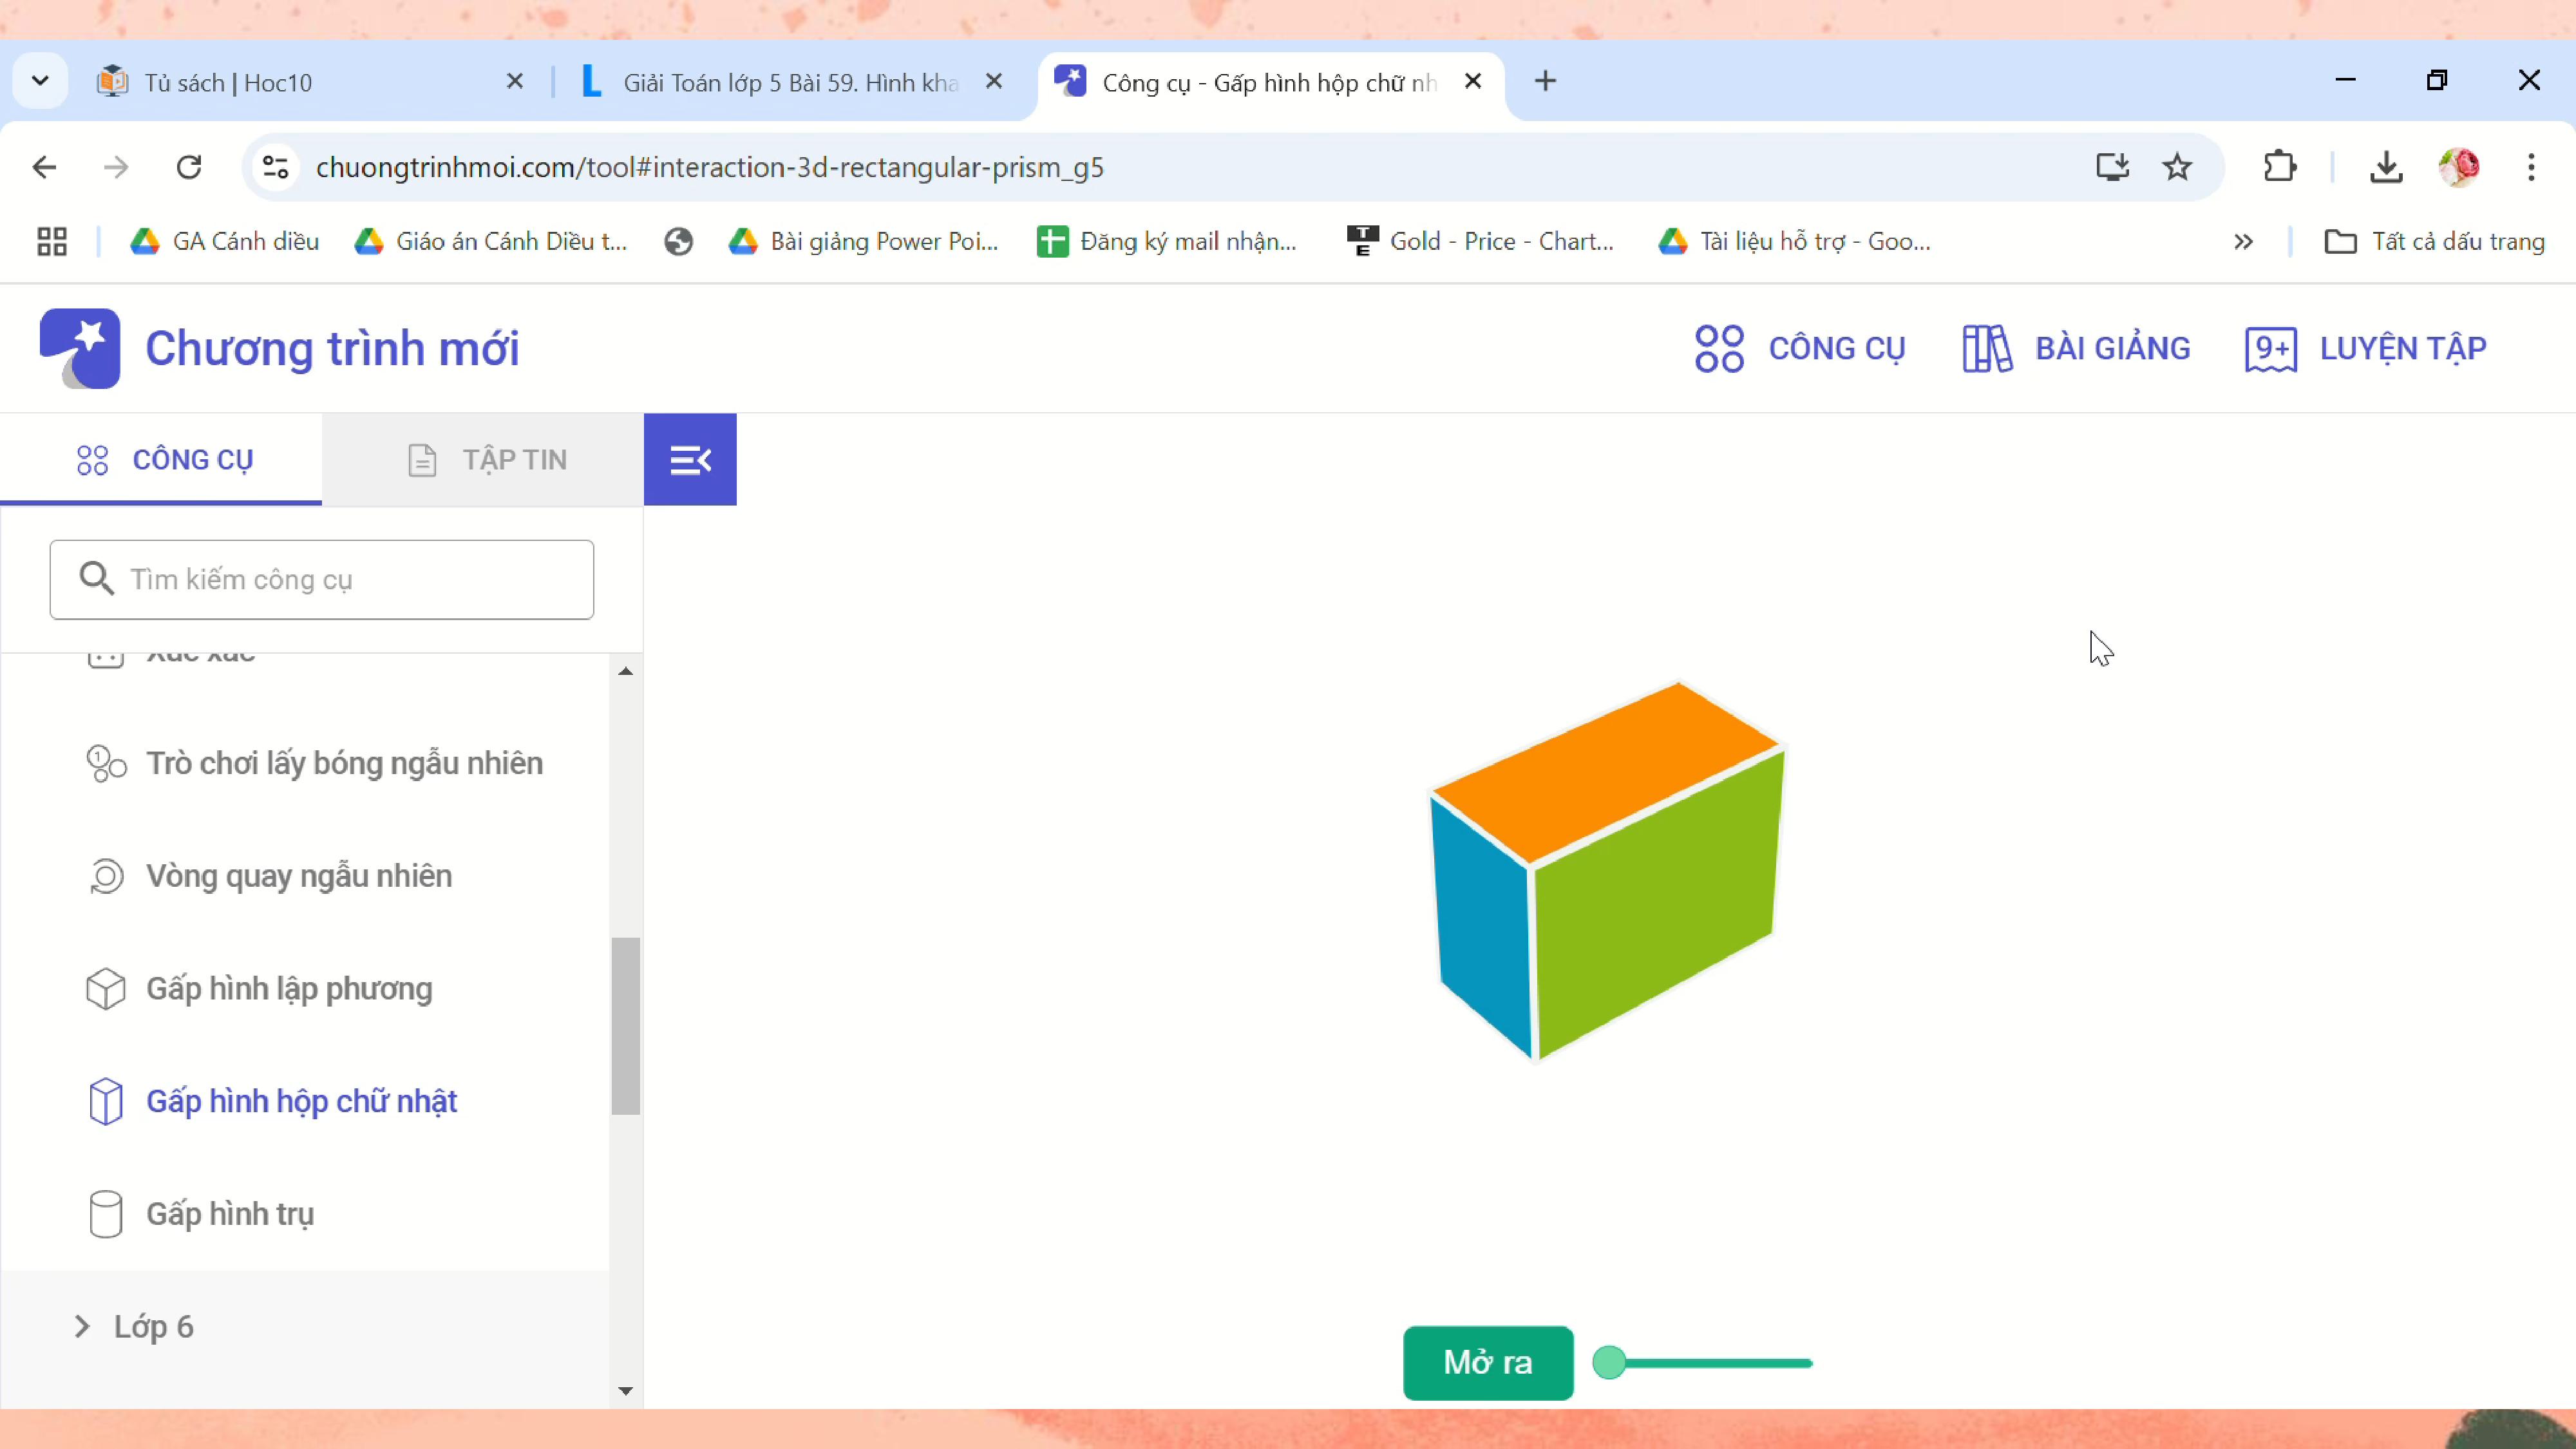 Tủ sách | Hoc10
Giải Toán lớp 5 Bài 59. Hình kha
Công cụ - Gấp hình hộp chữ nh
chuongtrinhmoi.com/tool#interaction-3d-rectangular-prism_g5
GA Cánh diều
Giáo án Cánh Diều t...
Bài giảng Power Poi...
Đăng ký mail nhận...
Gold - Price - Chart...
Tài liệu hỗ trợ - Goo...
Tất cả dấu trang
Chương trình mới
CÔNG CỤ
BÀI GIẢNG
9+ LUYỆN TẬP
CÔNG CỤ
TẬP TIN
Tìm kiếm công cụ
Xúc xắc
Trò chơi lấy bóng ngẫu nhiên
Vòng quay ngẫu nhiên
Gấp hình lập phương
Gấp hình hộp chữ nhật
Gấp hình trụ
Lớp 6
Mở ra